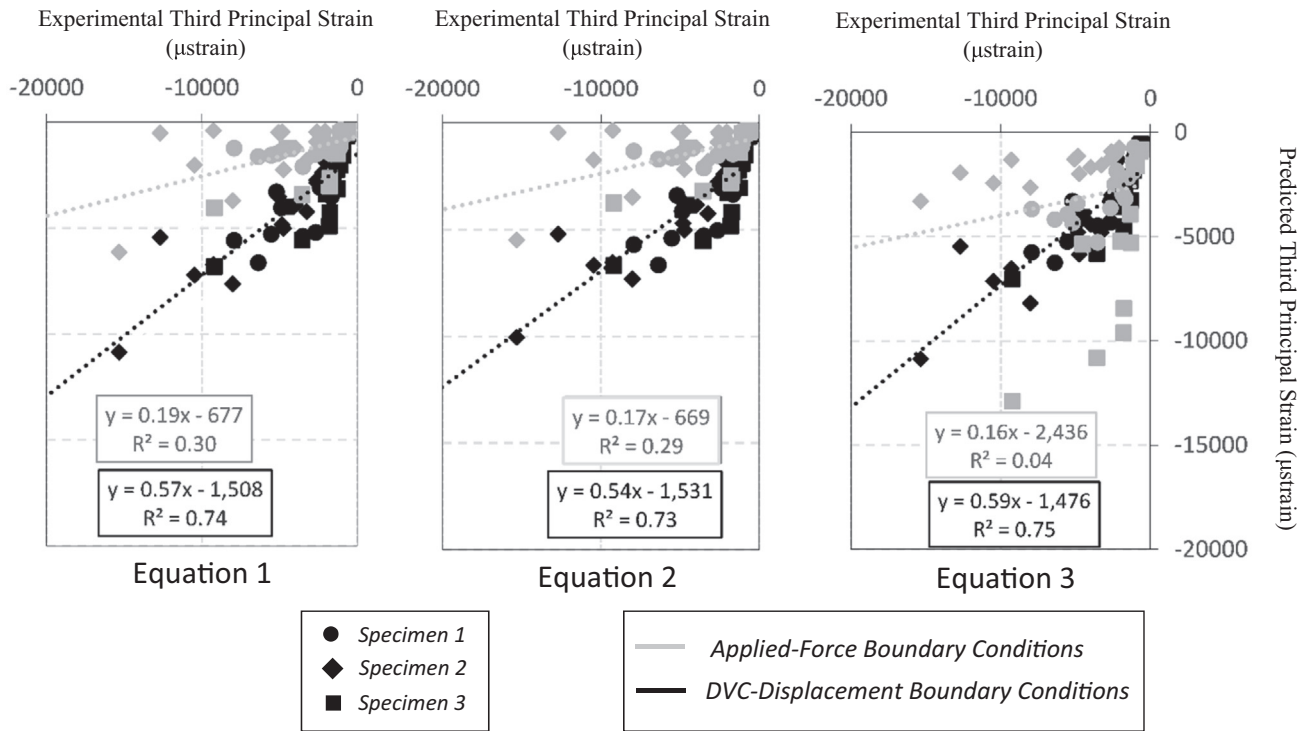 Experimental Third Principal Strain
(µstrain)
-20000 -10000 0
y = 0.19x - 677
R² = 0.30
y = 0.57x - 1,508
R² = 0.74
Equation 1
Experimental Third Principal Strain
(µstrain)
-20000 -10000 0
y = 0.17x - 669
R² = 0.29
y = 0.54x - 1,531
R² = 0.73
Equation 2
Experimental Third Principal Strain
(µstrain)
-20000 -10000 0
0
-5000
-10000
-15000
-20000
Predicted Third Principal Strain (µstrain)
y = 0.16x - 2,436
R² = 0.04
y = 0.59x - 1,476
R² = 0.75
Equation 3
Specimen 1
Specimen 2
Specimen 3
Applied-Force Boundary Conditions
DVC-Displacement Boundary Conditions